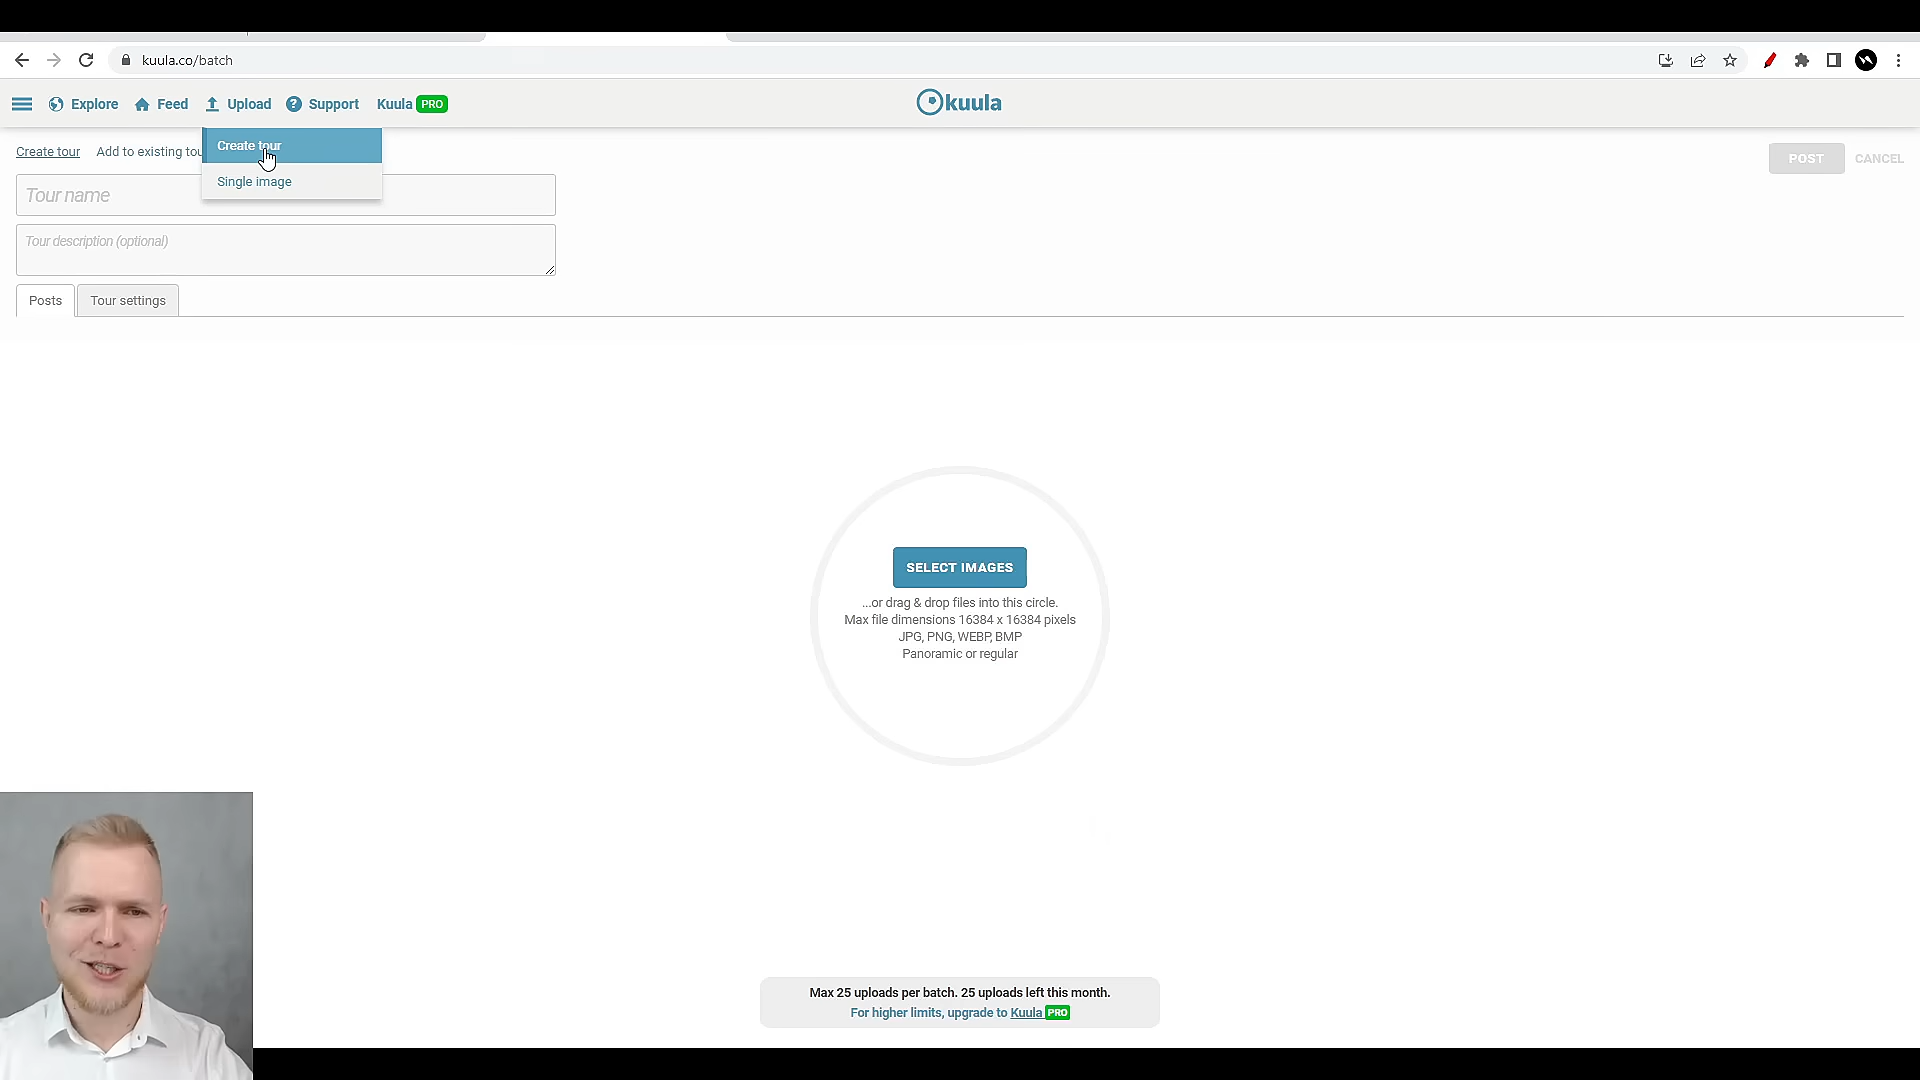 kuula.co/batch
Explore Feed Upload Support Kuula PRO
kuula
Create tour Add to existing tou
Create tour
Single image
POST CANCEL
Tour name
Tour description (optional)
Posts Tour settings
SELECT IMAGES
...or drag & drop files into this circle.
Max file dimensions 16384 x 16384 pixels
JPG, PNG, WEBP, BMP
Panoramic or regular
Max 25 uploads per batch. 25 uploads left this month.
For higher limits, upgrade to Kuula PRO